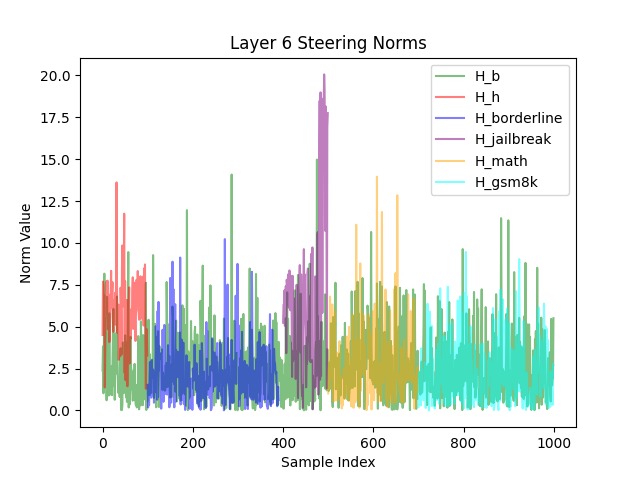 Layer 6 Steering Norms
Norm Value
20.0
17.5
15.0
12.5
10.0
7.5
5.0
2.5
0.0
H_b
H_h
H_borderline
H_jailbreak
H_math
H_gsm8k
0
200
400
600
800
1000
Sample Index